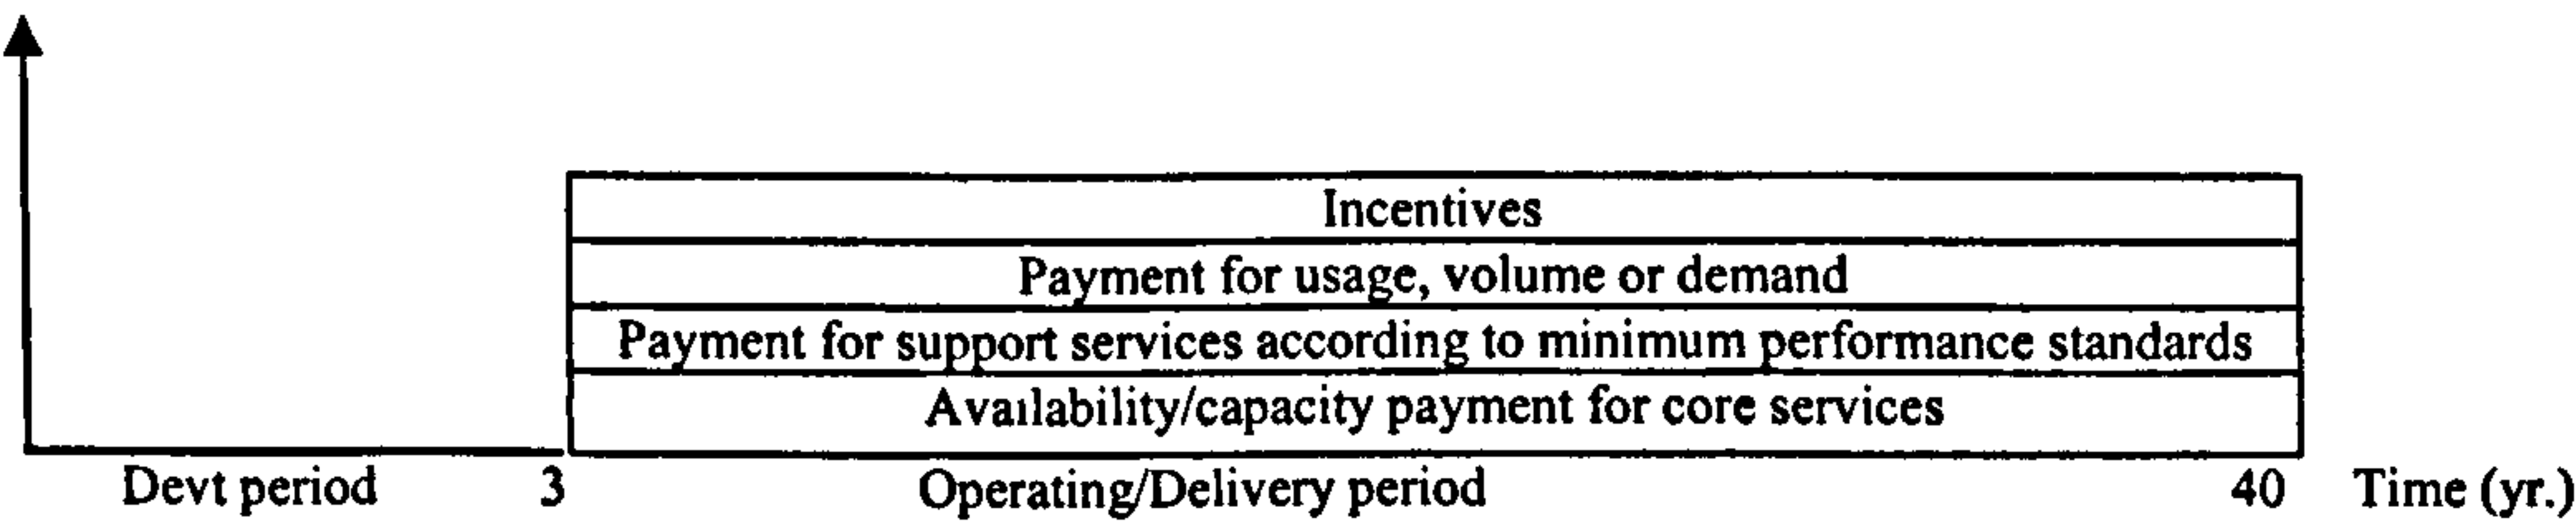 Incentives
Payment for usage, volume or demand
Payment for support services according to minimum performance standards
Availability/capacity payment for core services
Devt period 3 Operating/Delivery period 40 Time (yr.)